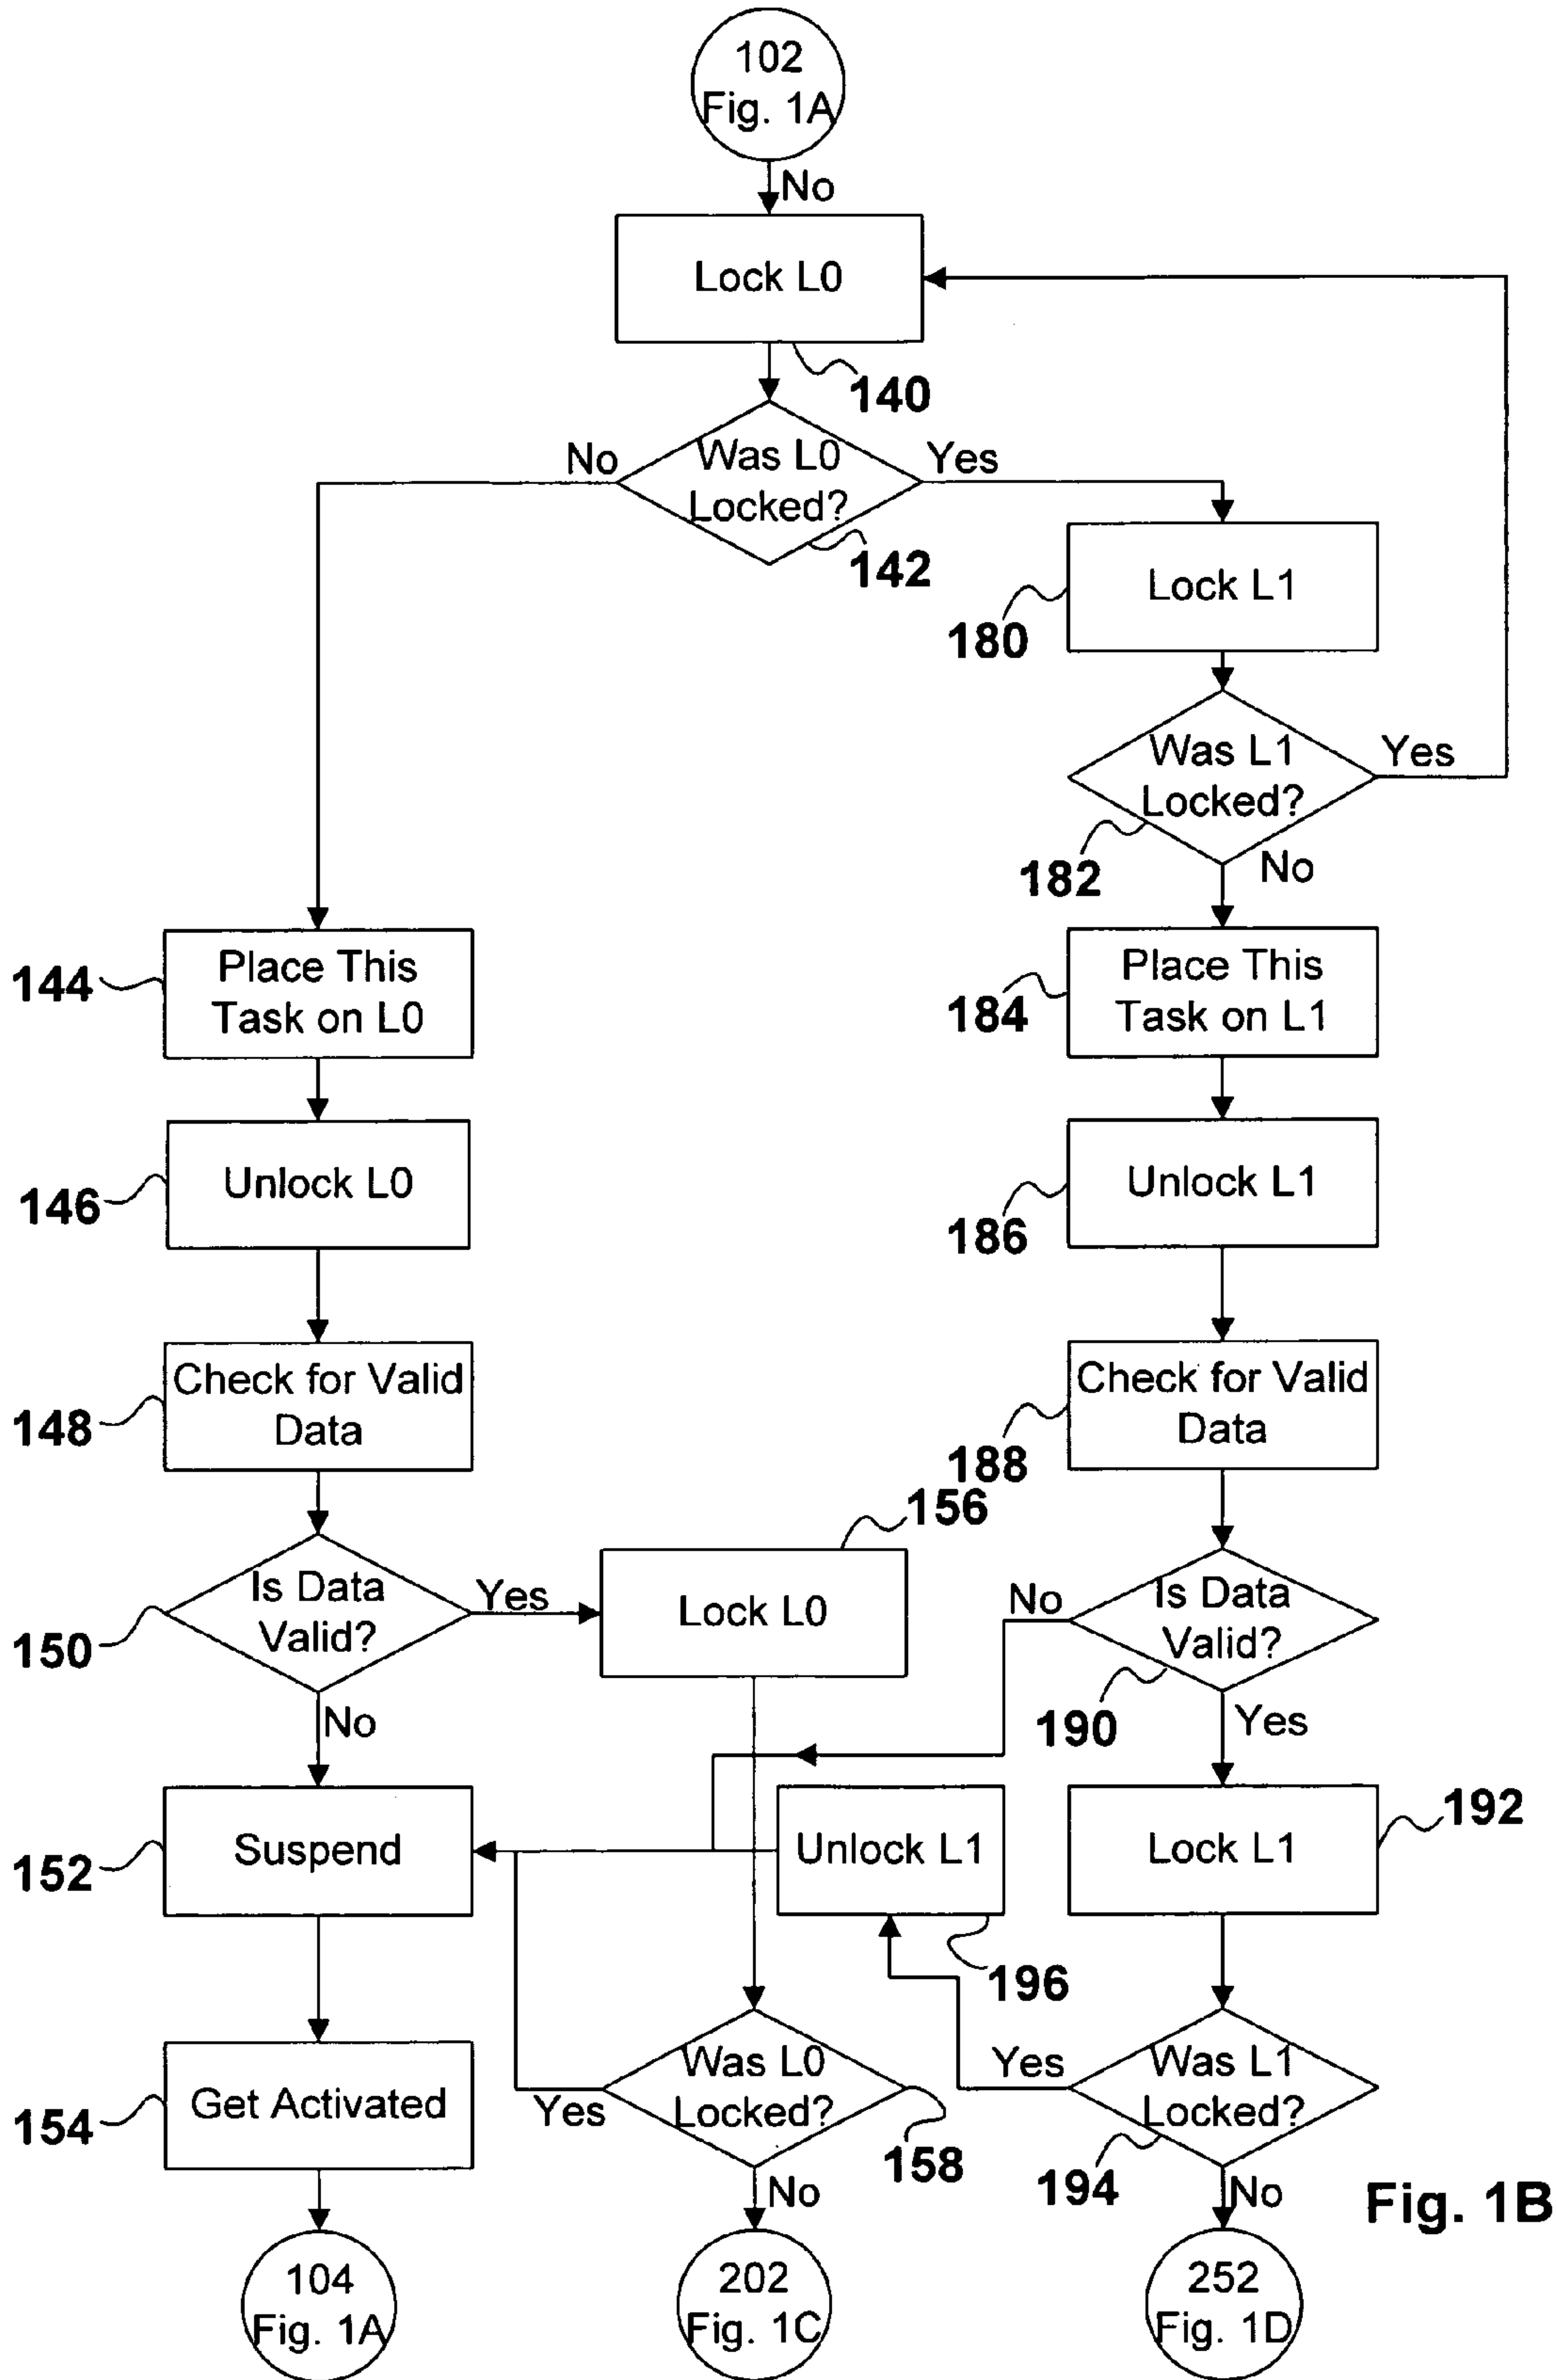 102
Fig. 1A
No
Lock L0
140
No
Was L0
Locked?
Yes
142
Lock L1
180
Was L1
Locked?
Yes
182
No
Place This
Task on L0
144
Place This
Task on L1
184
Unlock L0
146
Unlock L1
186
Check for Valid
Data
148
Check for Valid
Data
188
156
Is Data
Valid?
Yes
150
Lock L0
No
Is Data
Valid?
190
No
Yes
Suspend
152
Unlock L1
196
Lock L1
192
Get Activated
154
Yes
Was L0
Locked?
158
Yes
Was L1
Locked?
194
No
No
Fig. 1B
104
Fig. 1A
202
Fig. 1C
252
Fig. 1D